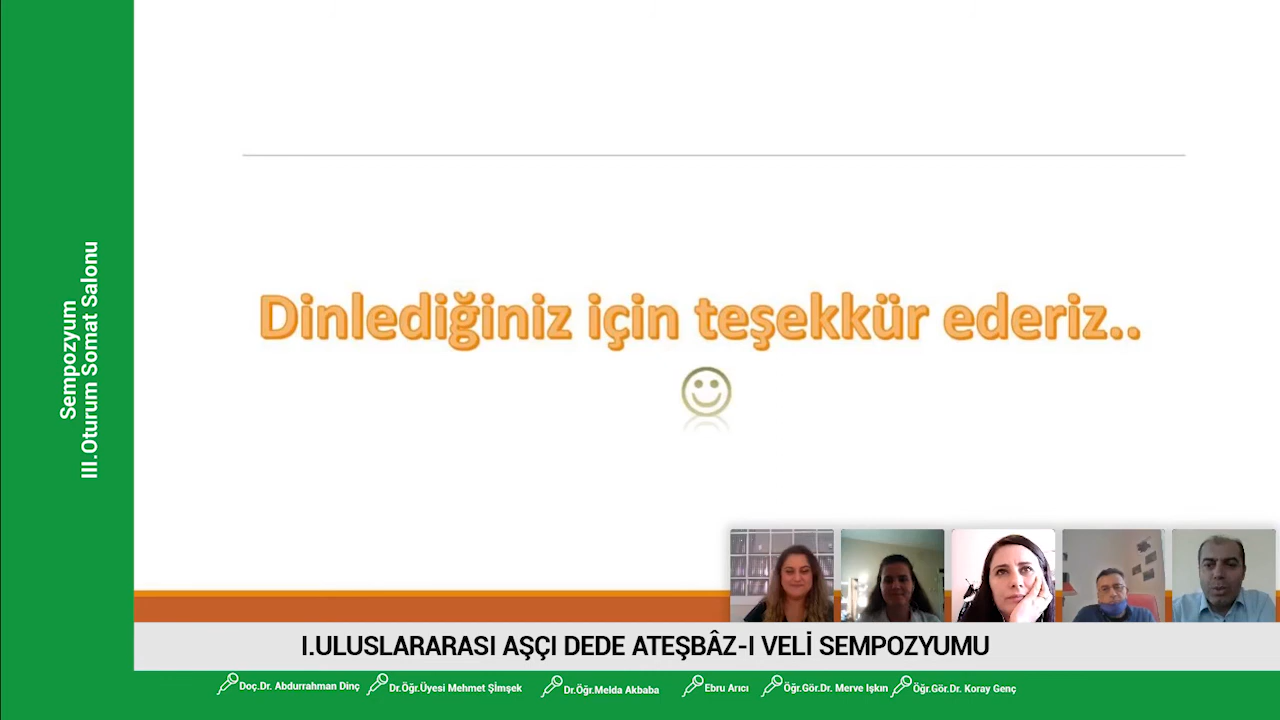 Sempozyum
III.Oturum Somat Salonu
Dinlediğiniz için teşekkür ederiz..
I.ULUSLARARASI AŞÇI DEDE ATEŞBÂZ-I VELİ SEMPOZYUMU
Doç.Dr. Abdurrahman Dinç Dr.Öğr.Üyesi Mehmet Şİmşek Dr.Öğr.Melda Akbaba Ebru Arıcı Öğr.Gör.Dr. Merve Işkın Öğr.Gör.Dr. Koray Genç